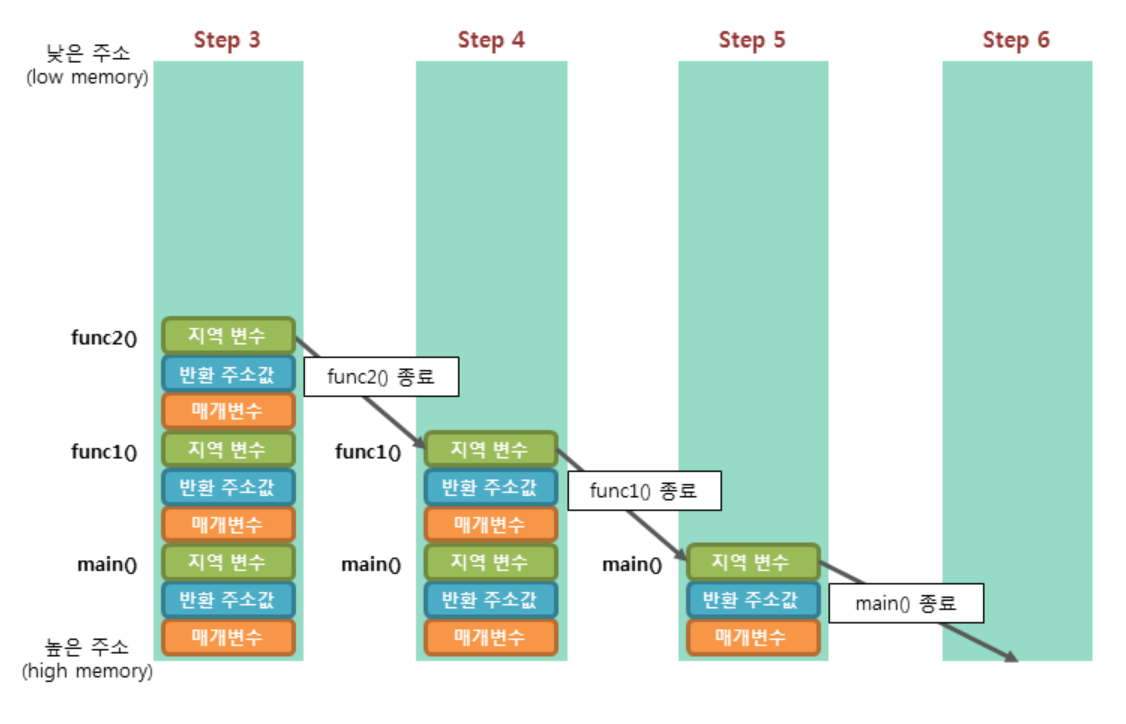 Step 3
Step 4
Step 5
Step 6
낮은 주소
(low memory)
func2()
지역 변수
반환 주소값
매개변수
func2() 종료
func1()
지역 변수
반환 주소값
매개변수
func1()
지역 변수
반환 주소값
매개변수
func1() 종료
main()
지역 변수
반환 주소값
매개변수
main()
지역 변수
반환 주소값
매개변수
main()
지역 변수
반환 주소값
매개변수
main() 종료
높은 주소
(high memory)